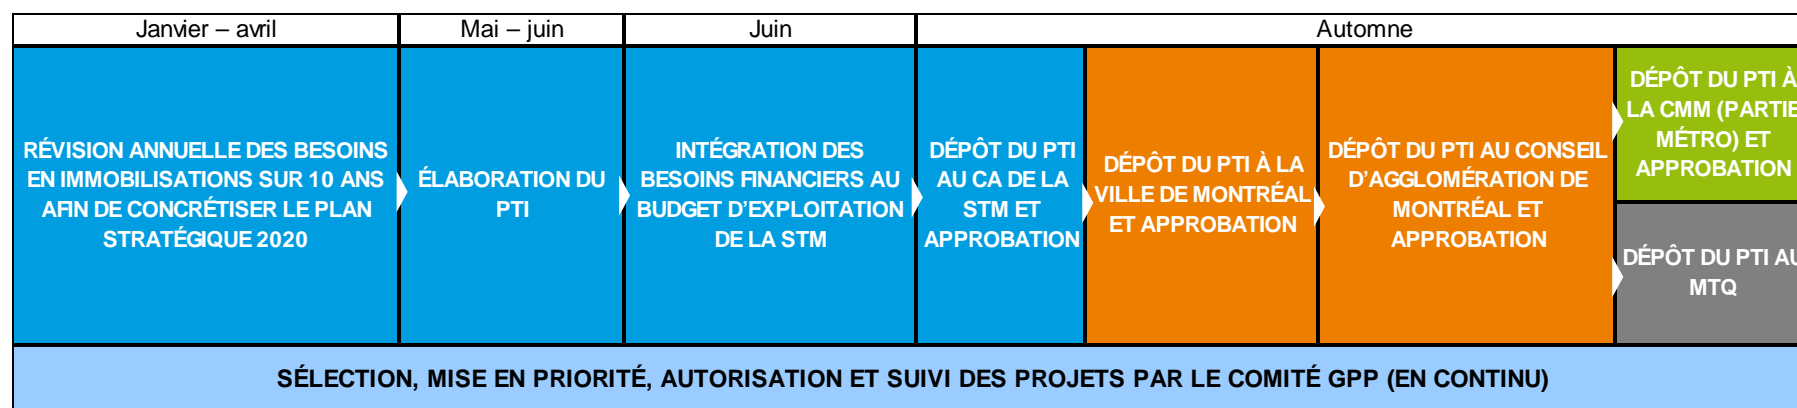 Janvier – avril
Mai – juin
Juin
Automne
RÉVISION ANNUELLE DES BESOINS
EN IMMOBILISATIONS SUR 10 ANS
AFIN DE CONCRÉTISER LE PLAN
STRATÉGIQUE 2020
ÉLABORATION DU
PTI
INTÉGRATION DES
BESOINS FINANCIERS AU
BUDGET D’EXPLOITATION
DE LA STM
DÉPÔT DU PTI
AU CA DE LA
STM ET
APPROBATION
DÉPÔT DU PTI À LA
VILLE DE MONTRÉAL
ET APPROBATION
DÉPÔT DU PTI AU CONSEIL
D’AGGLOMÉRATION DE
MONTRÉAL ET
APPROBATION
DÉPÔT DU PTI À
LA CMM (PARTIE
MÉTRO) ET
APPROBATION
DÉPÔT DU PTI AU
MTQ
SÉLECTION, MISE EN PRIORITÉ, AUTORISATION ET SUIVI DES PROJETS PAR LE COMITÉ GPP (EN CONTINU)